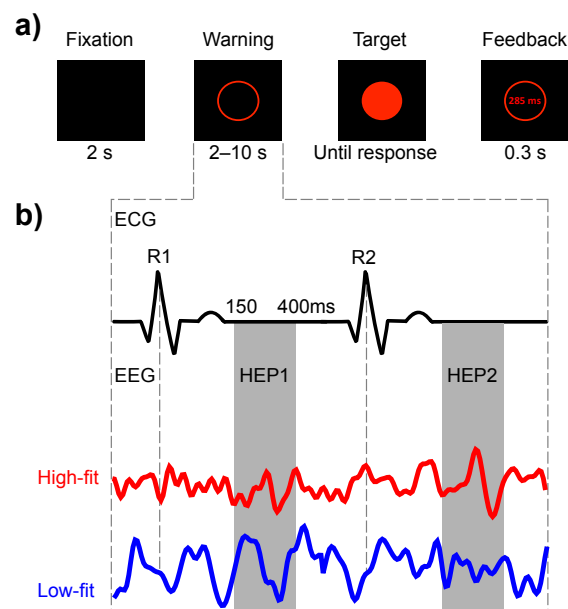 a)
Fixation Warning Target Feedback
285 ms
2 s 2–10 s Until response 0.3 s
b)
ECG
R1 R2
150 400ms
EEG HEP1 HEP2
High-fit
Low-fit